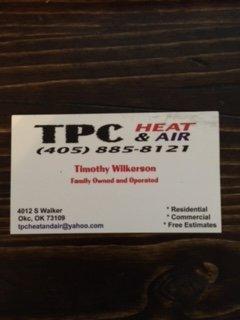 TPC HEAT & AIR
(405) 885-8121
Timothy Wilkerson
Family Owned and Operated
4012 S Walker
Okc, OK 73109
tpcheatandair@yahoo.com
* Residential
* Commercial
* Free Estimates